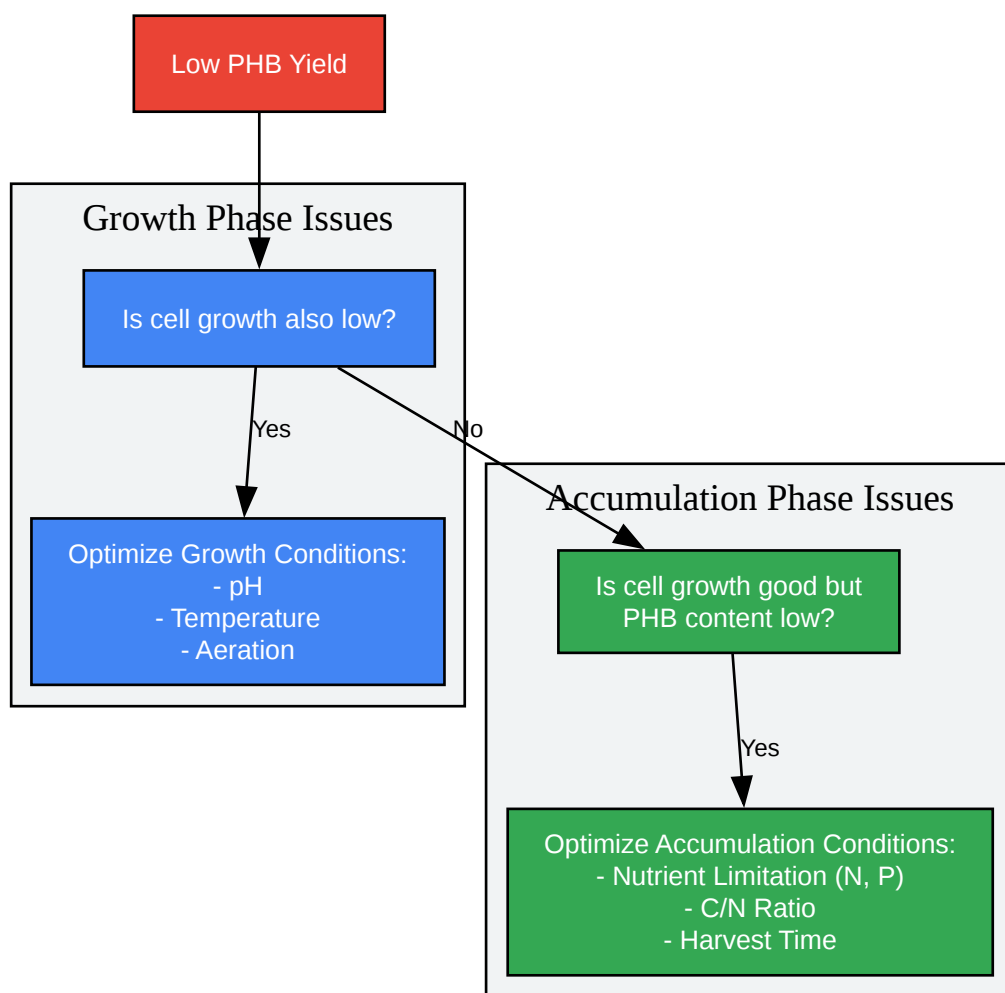 Low PHB Yield
Growth Phase Issues
Is cell growth also low?
Yes
No
Optimize Growth Conditions:
- pH
- Temperature
- Aeration
Accumulation Phase Issues
Is cell growth good but
PHB content low?
Yes
Optimize Accumulation Conditions:
- Nutrient Limitation (N, P)
- C/N Ratio
- Harvest Time